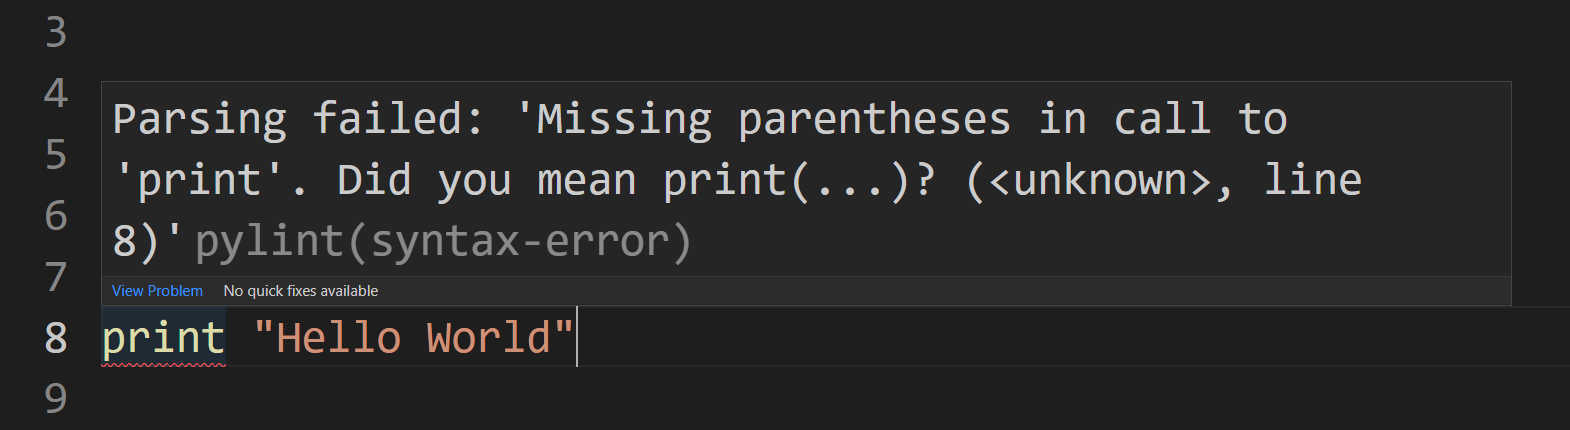 3
4
Parsing failed: 'Missing parentheses in call to
5
'print'. Did you mean print(...)? (<unknown>, line
6
8)' pylint(syntax-error)
7
View Problem No quick fixes available
8 print "Hello World"
9